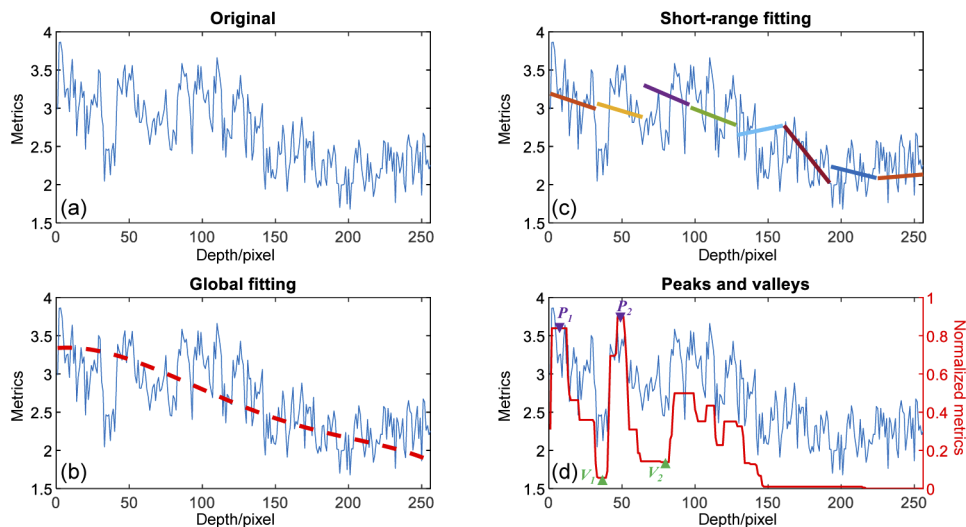 Original
4
3.5
3
2.5
2
1.5
Metrics
(a)
0 50 100 150 200 250
Depth/pixel
Short-range fitting
4
3.5
3
2.5
2
1.5
Metrics
(c)
0 50 100 150 200 250
Depth/pixel
Global fitting
4
3.5
3
2.5
2
1.5
Metrics
(b)
0 50 100 150 200 250
Depth/pixel
Peaks and valleys
4
3.5
3
2.5
2
1.5
Metrics
P1
P2
V1
V2
(d)
0 50 100 150 200 250
Depth/pixel
1
0.8
0.6
0.4
0.2
0
Normalized metrics